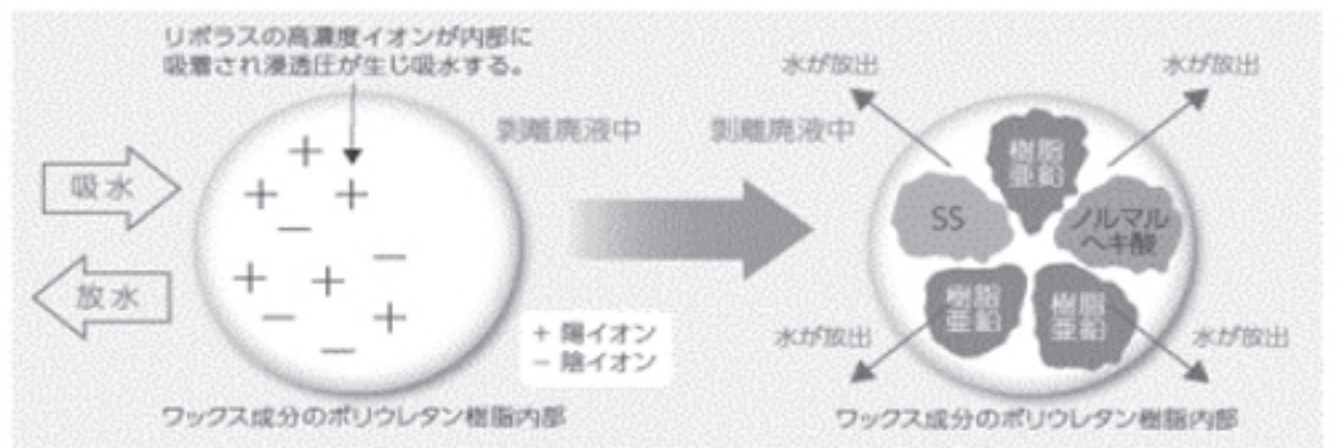 リポラスの高濃度イオンが内部に
吸着され浸透圧が生じ吸水する。
吸水
放水
剥離廃液中
+ 陽イオン
− 陰イオン
ワックス成分のポリウレタン樹脂内部
剥離廃液中
水が放出
水が放出
樹脂
亜鉛
SS
ノルマル
ヘキ酸
樹脂
亜鉛
樹脂
亜鉛
水が放出
水が放出
ワックス成分のポリウレタン樹脂内部